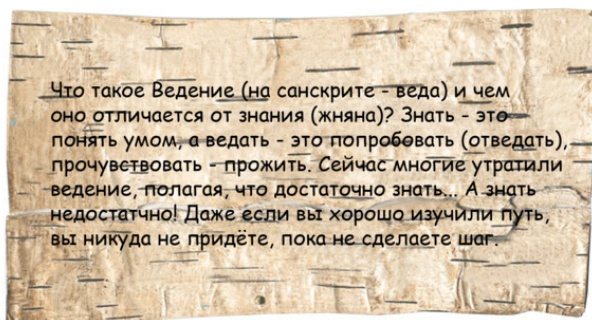 Что такое Ведение (на санскрите - веда) и чем
оно отличается от знания (жняна)? Знать - это
понять умом, а ведать - это попробовать (отведать),
прочувствовать - прожить. Сейчас многие утратили
ведение, полагая, что достаточно знать... А знать
недостатчно! Даже если вы хорошо изучили путь,
вы никуда не придёте, пока не сделаете шаг.